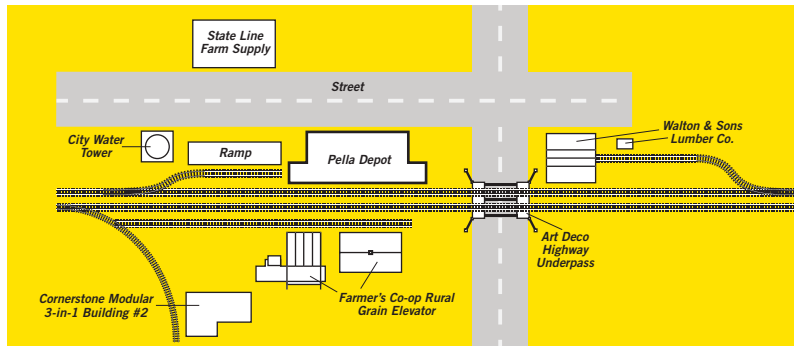 State Line
Farm Supply
Street
City Water
Tower
Ramp
Pella Depot
Walton & Sons
Lumber Co.
Art Deco
Highway
Underpass
Cornerstone Modular
3-in-1 Building #2
Farmer's Co-op Rural
Grain Elevator